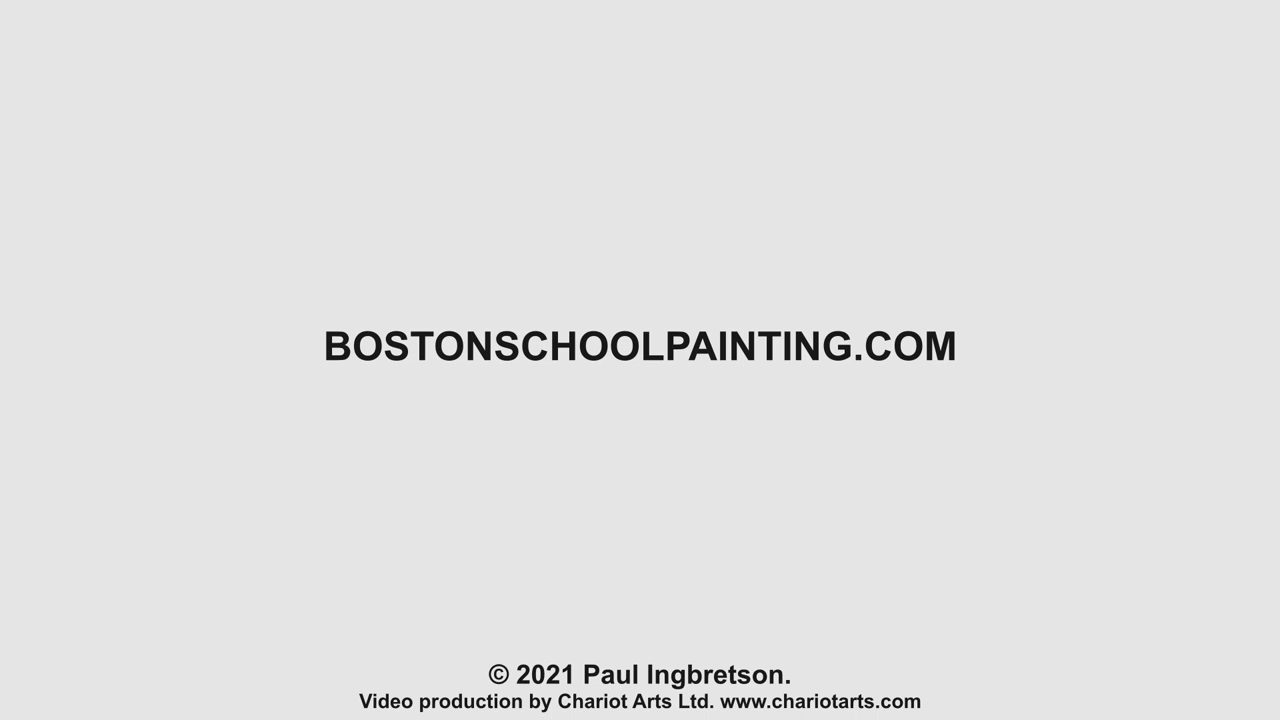 BOSTONSCHOOLPAINTING.COM
© 2021 Paul Ingbretson.
Video production by Chariot Arts Ltd. www.chariotarts.com